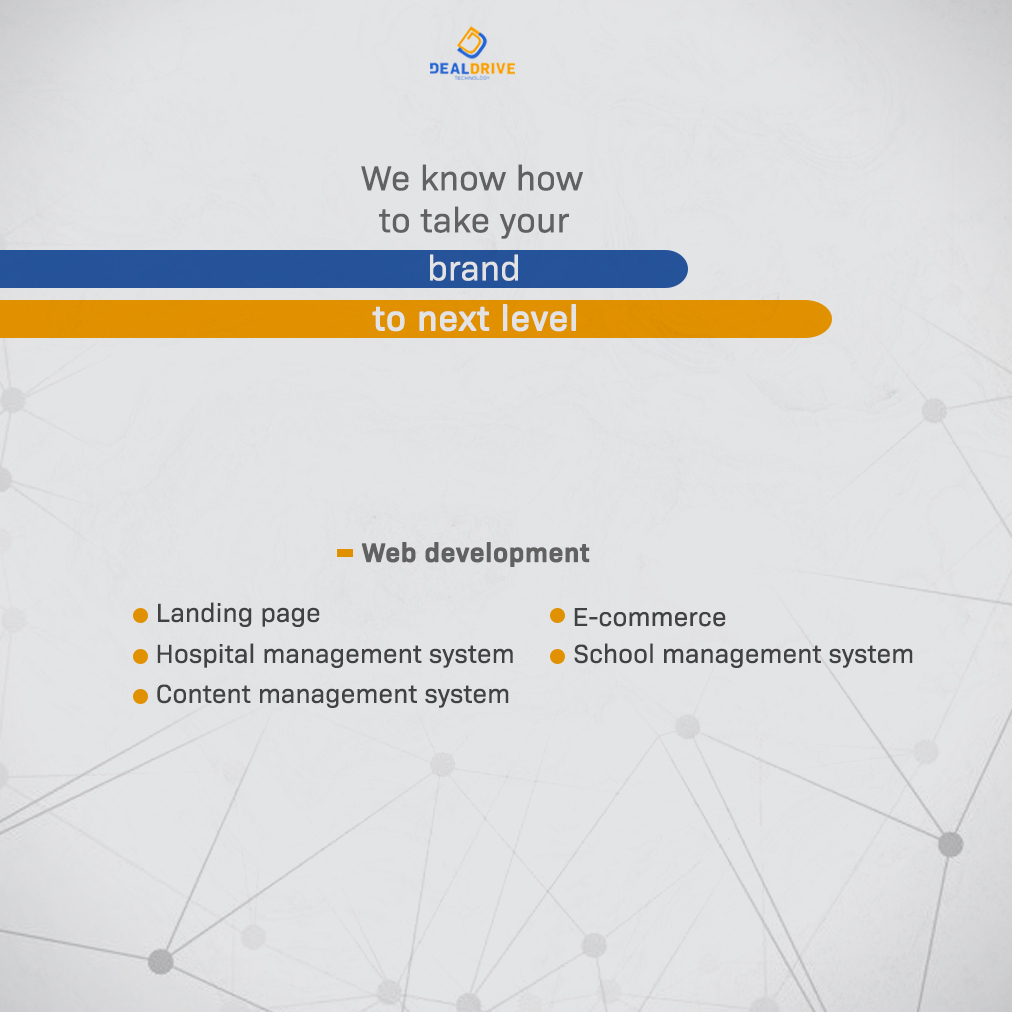 DEALDRIVE
TECHNOLOGY
We know how
to take your
brand
to next level
Web development
Landing page
E-commerce
Hospital management system
School management system
Content management system